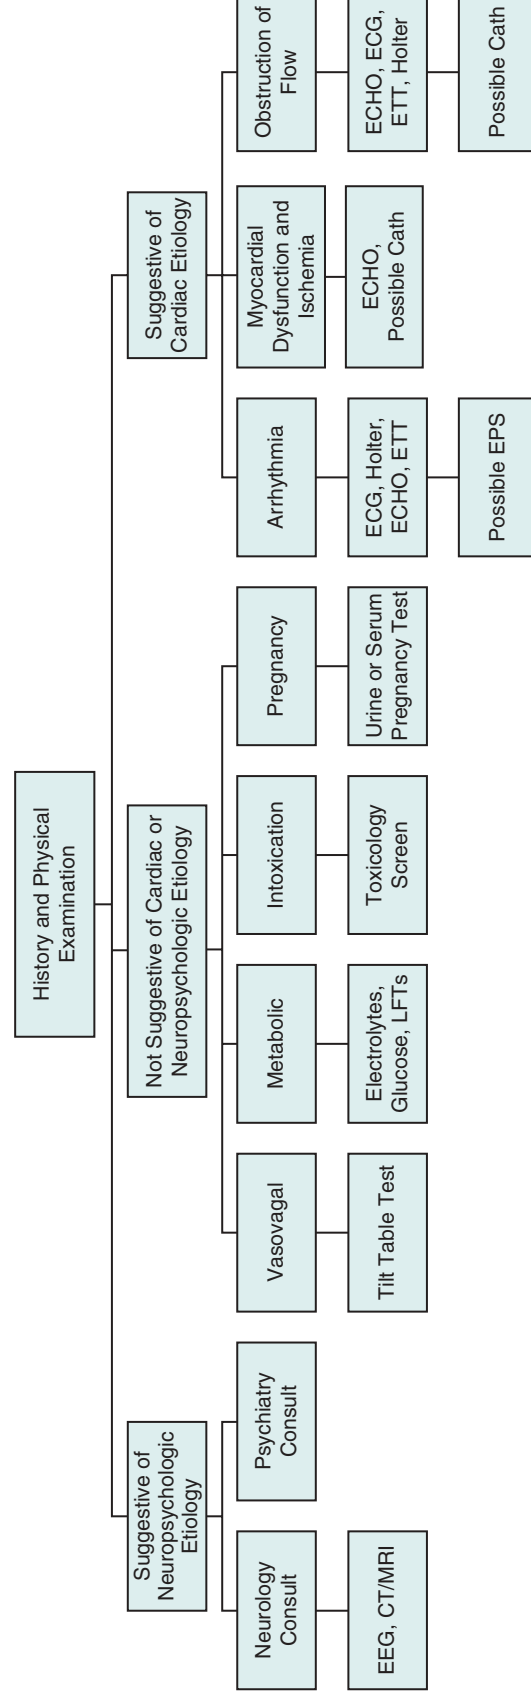 History and Physical
Examination
Suggestive of
Neuropsychologic
Etiology
Not Suggestive of Cardiac or
Neuropsychologic Etiology
Suggestive of
Cardiac Etiology
Neurology
Consult
Psychiatry
Consult
Vasovagal
Metabolic
Intoxication
Pregnancy
Arrhythmia
Myocardial
Dysfunction and
Ischemia
Obstruction of
Flow
EEG, CT/MRI
Tilt Table Test
Electrolytes,
Glucose, LFTs
Toxicology
Screen
Urine or Serum
Pregnancy Test
ECG, Holter,
ECHO, ETT
ECHO,
Possible Cath
ECHO, ECG,
ETT, Holter
Possible EPS
Possible Cath